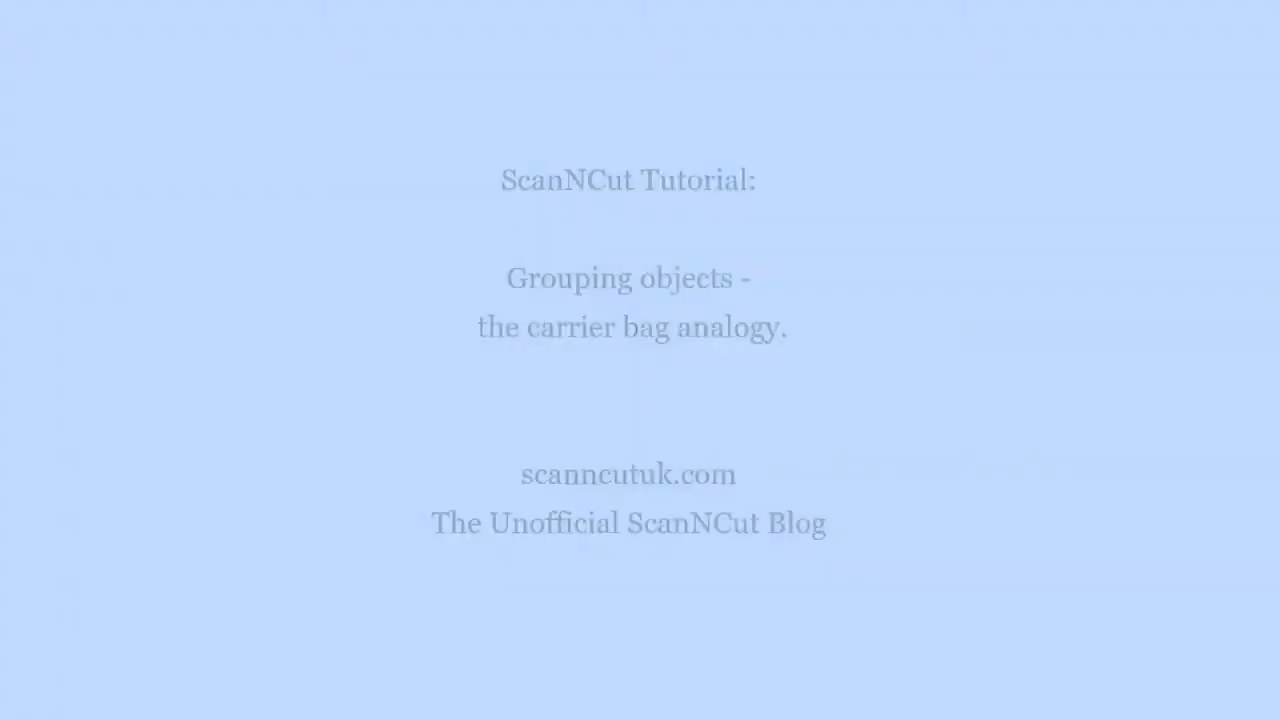 ScanNCut Tutorial:
Grouping objects -
the carrier bag analogy.
scanncutuk.com
The Unofficial ScanNCut Blog